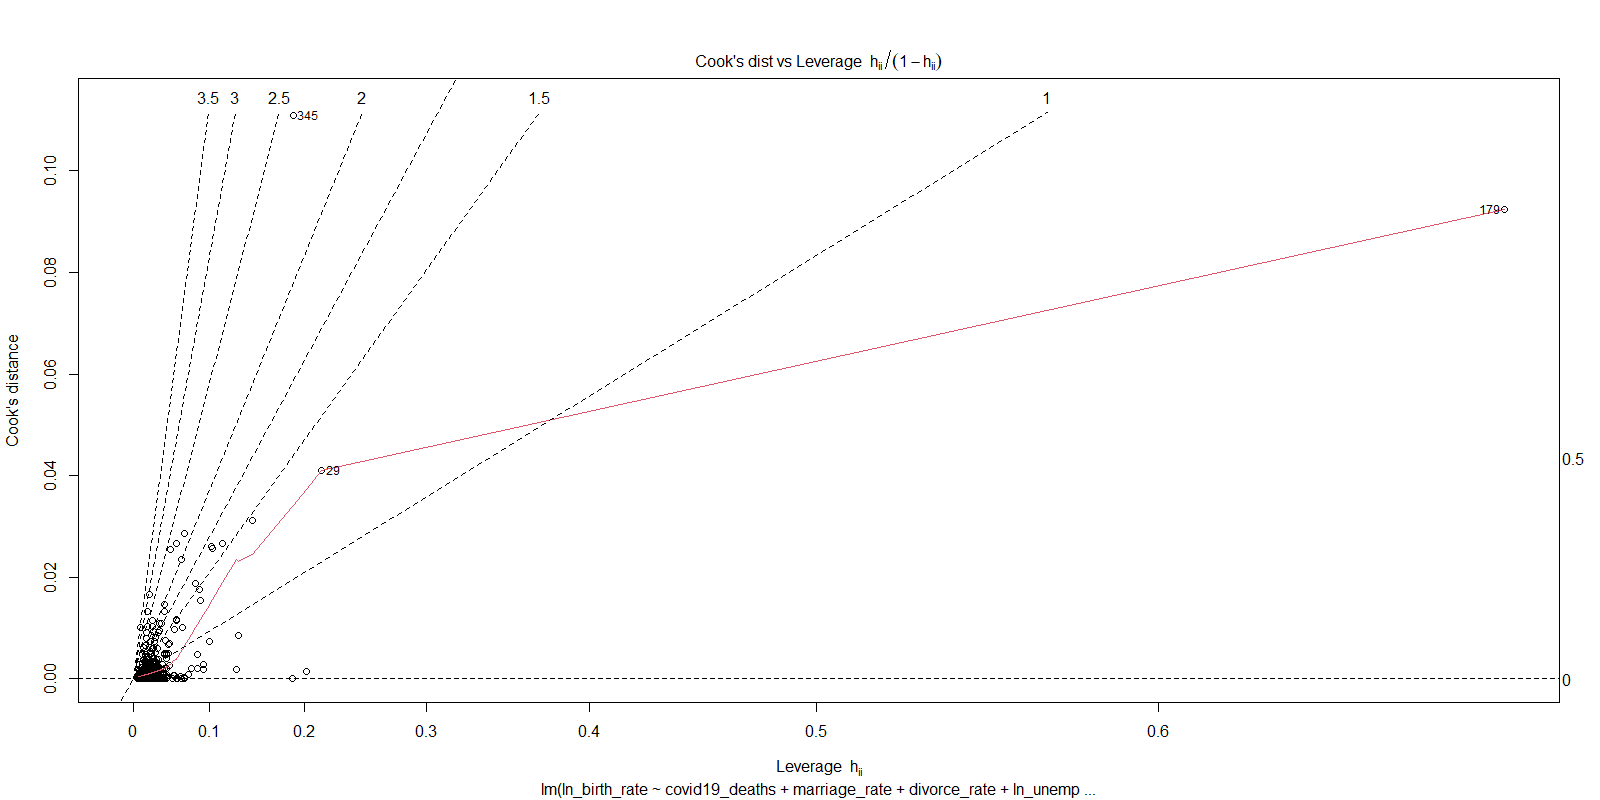 Cook's dist vs Leverage hii/(1−hii)
3.5 3 2.5 2 1.5 1
345
179
29
Cook's distance
0.10
0.08
0.06
0.04
0.02
0.00
0.5
0
0 0.1 0.2 0.3 0.4 0.5 0.6
Leverage hii
lm(ln_birth_rate ~ covid19_deaths + marriage_rate + divorce_rate + ln_unemp ...